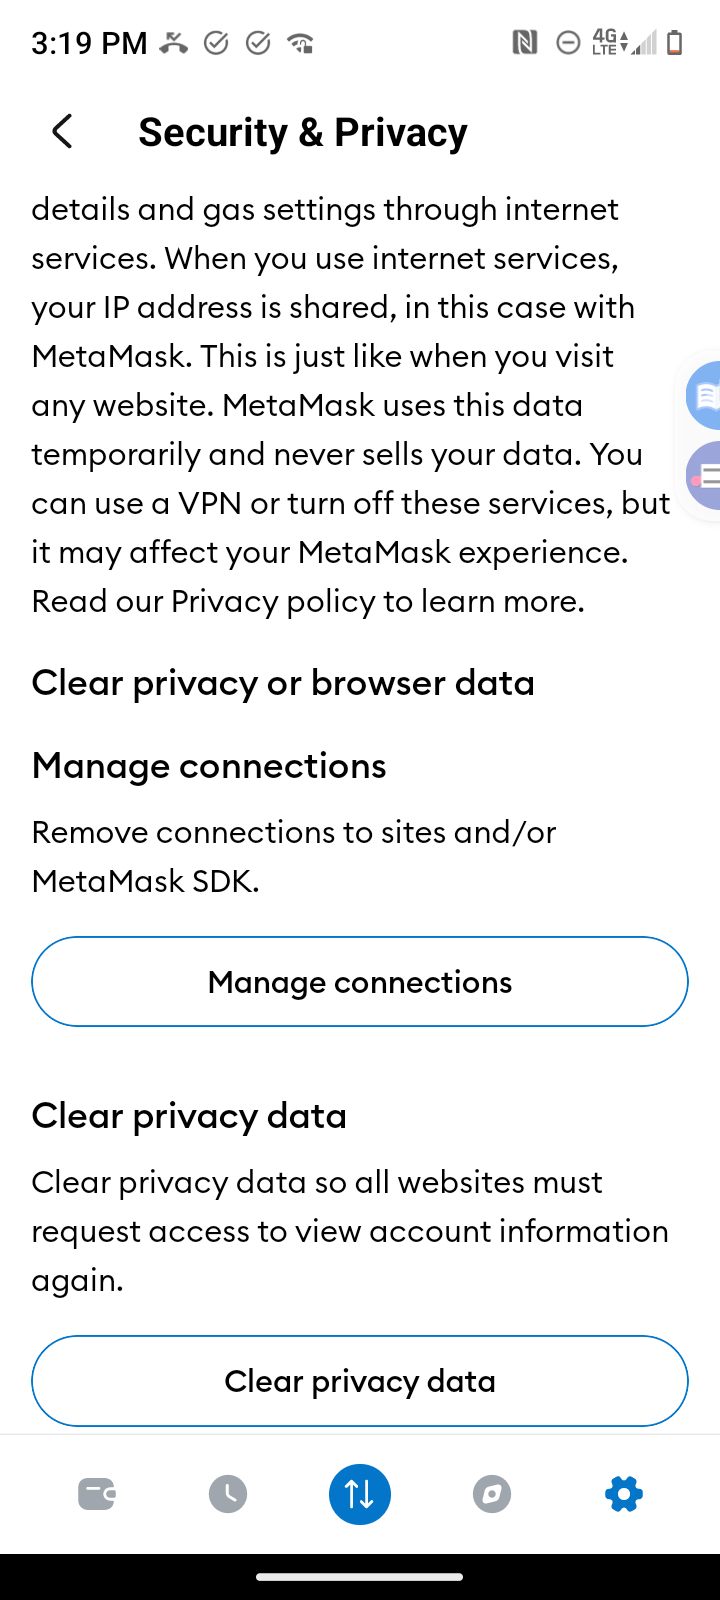 3:19 PM
4G
LTE
Security & Privacy
details and gas settings through internet
services. When you use internet services,
your IP address is shared, in this case with
MetaMask. This is just like when you visit
any website. MetaMask uses this data
temporarily and never sells your data. You
can use a VPN or turn off these services, but
it may affect your MetaMask experience.
Read our Privacy policy to learn more.
Clear privacy or browser data
Manage connections
Remove connections to sites and/or
MetaMask SDK.
Manage connections
Clear privacy data
Clear privacy data so all websites must
request access to view account information
again.
Clear privacy data